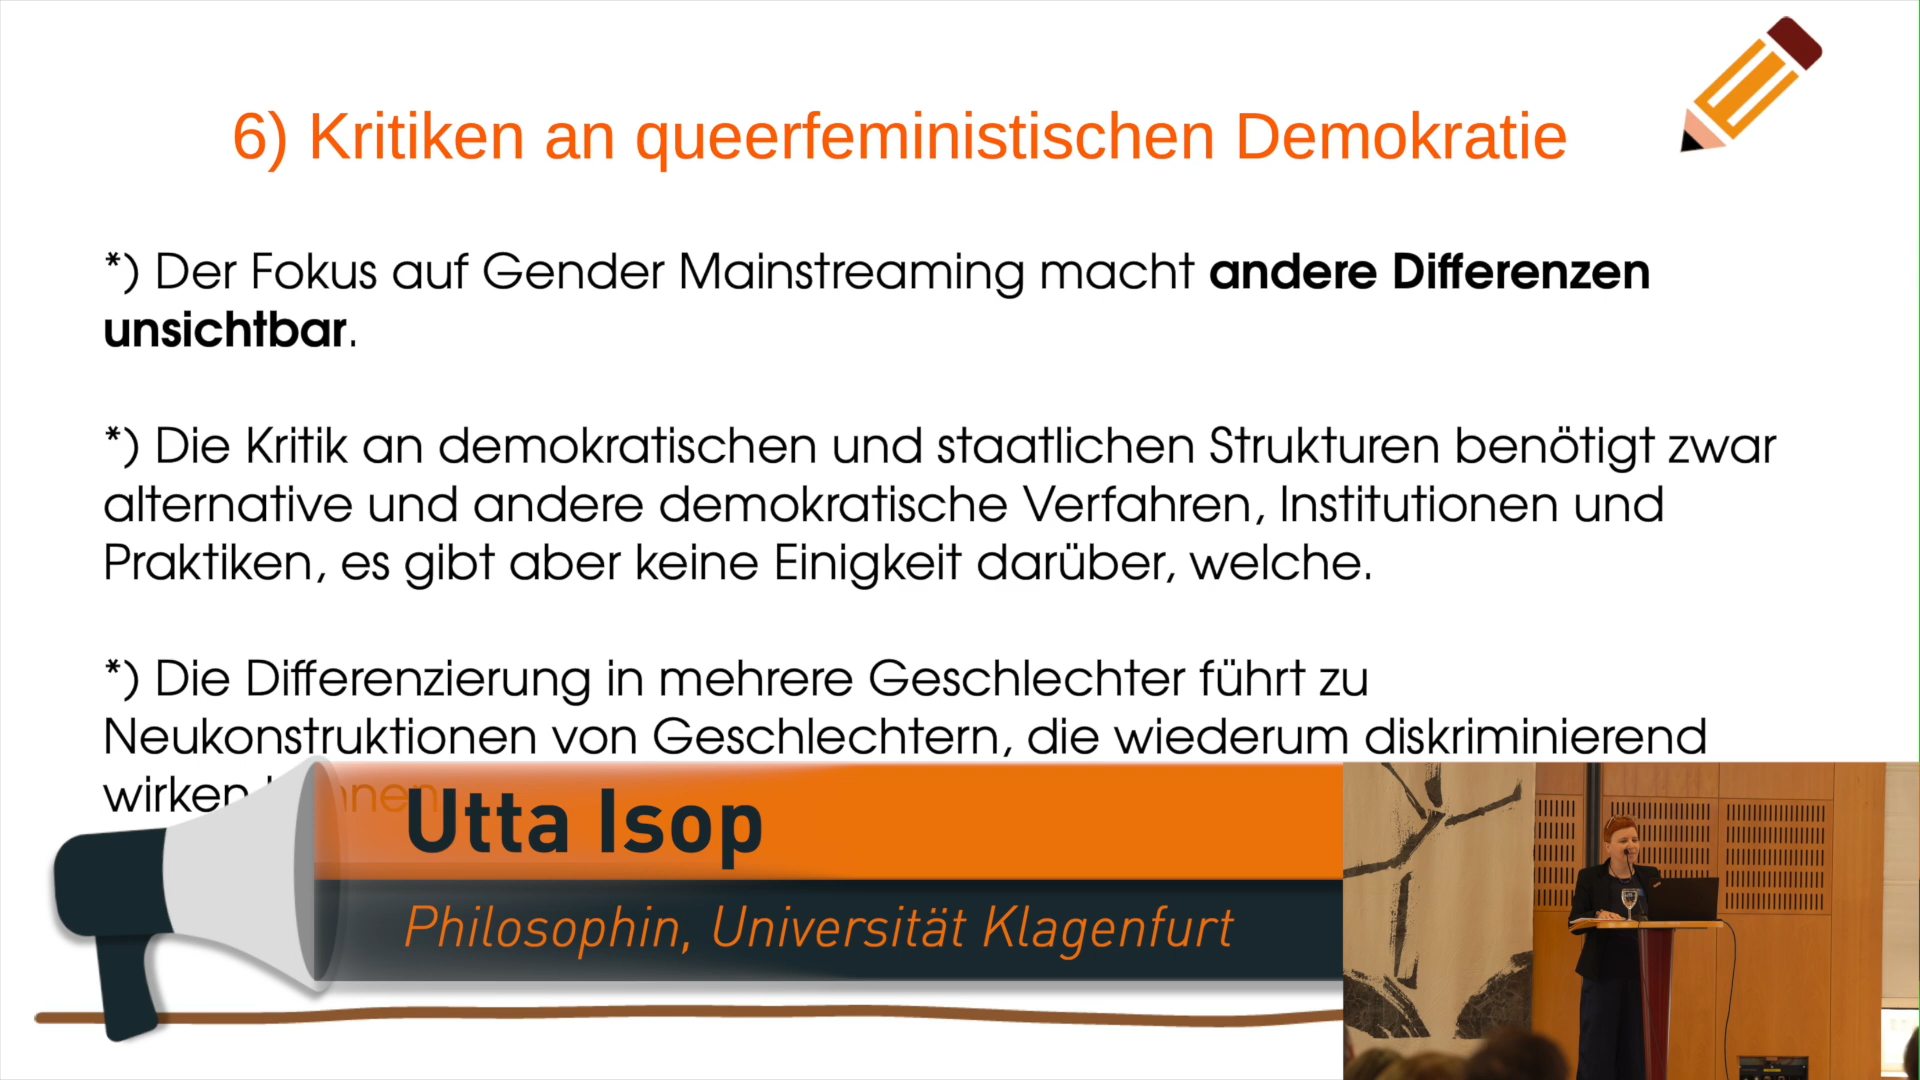 6) Kritiken an queerfeministischen Demokratie
*) Der Fokus auf Gender Mainstreaming macht andere Differenzen
unsichtbar.
*) Die Kritik an demokratischen und staatlichen Strukturen benötigt zwar
alternative und andere demokratische Verfahren, Institutionen und
Praktiken, es gibt aber keine Einigkeit darüber, welche.
*) Die Differenzierung in mehrere Geschlechter führt zu
Neukonstruktionen von Geschlechtern, die wiederum diskriminierend
wirken
Utta Isop
Philosophin, Universität Klagenfurt